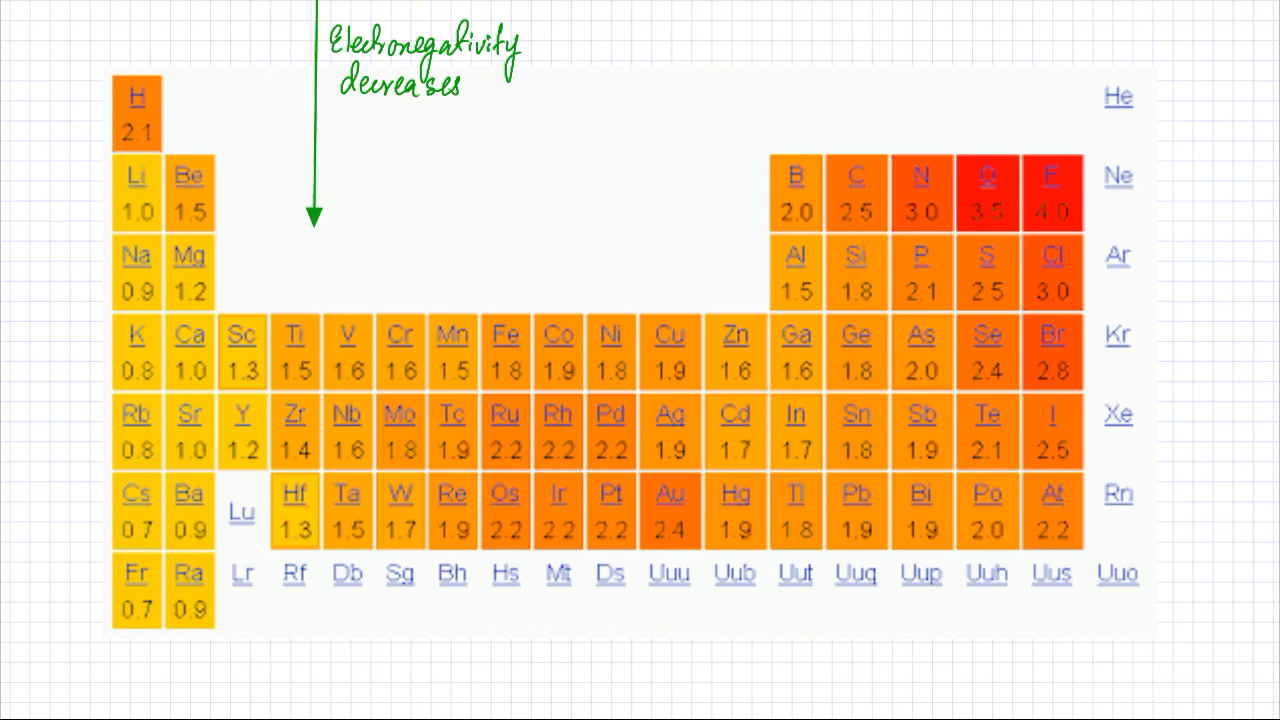 Electronegativity
decreases
H He
2.1
Li Be B C N O F Ne
1.0 1.5 2.0 2.5 3.0 3.5 4.0
Na Mg Al Si P S Cl Ar
0.9 1.2 1.5 1.8 2.1 2.5 3.0
K Ca Sc Ti V Cr Mn Fe Co Ni Cu Zn Ga Ge As Se Br Kr
0.8 1.0 1.3 1.5 1.6 1.6 1.5 1.8 1.9 1.8 1.9 1.6 1.6 1.8 2.0 2.4 2.8
Rb Sr Y Zr Nb Mo Tc Ru Rh Pd Ag Cd In Sn Sb Te I Xe
0.8 1.0 1.2 1.4 1.6 1.8 1.9 2.2 2.2 2.2 1.9 1.7 1.7 1.8 1.9 2.1 2.5
Cs Ba Lu Hf Ta W Re Os Ir Pt Au Hg Tl Pb Bi Po At Rn
0.7 0.9 1.3 1.5 1.7 1.9 2.2 2.2 2.2 2.4 1.9 1.8 1.9 1.9 2.0 2.2
Fr Ra Lr Rf Db Sg Bh Hs Mt Ds Uuu Uub Uut Uuq Uup Uuh Uus Uuo
0.7 0.9